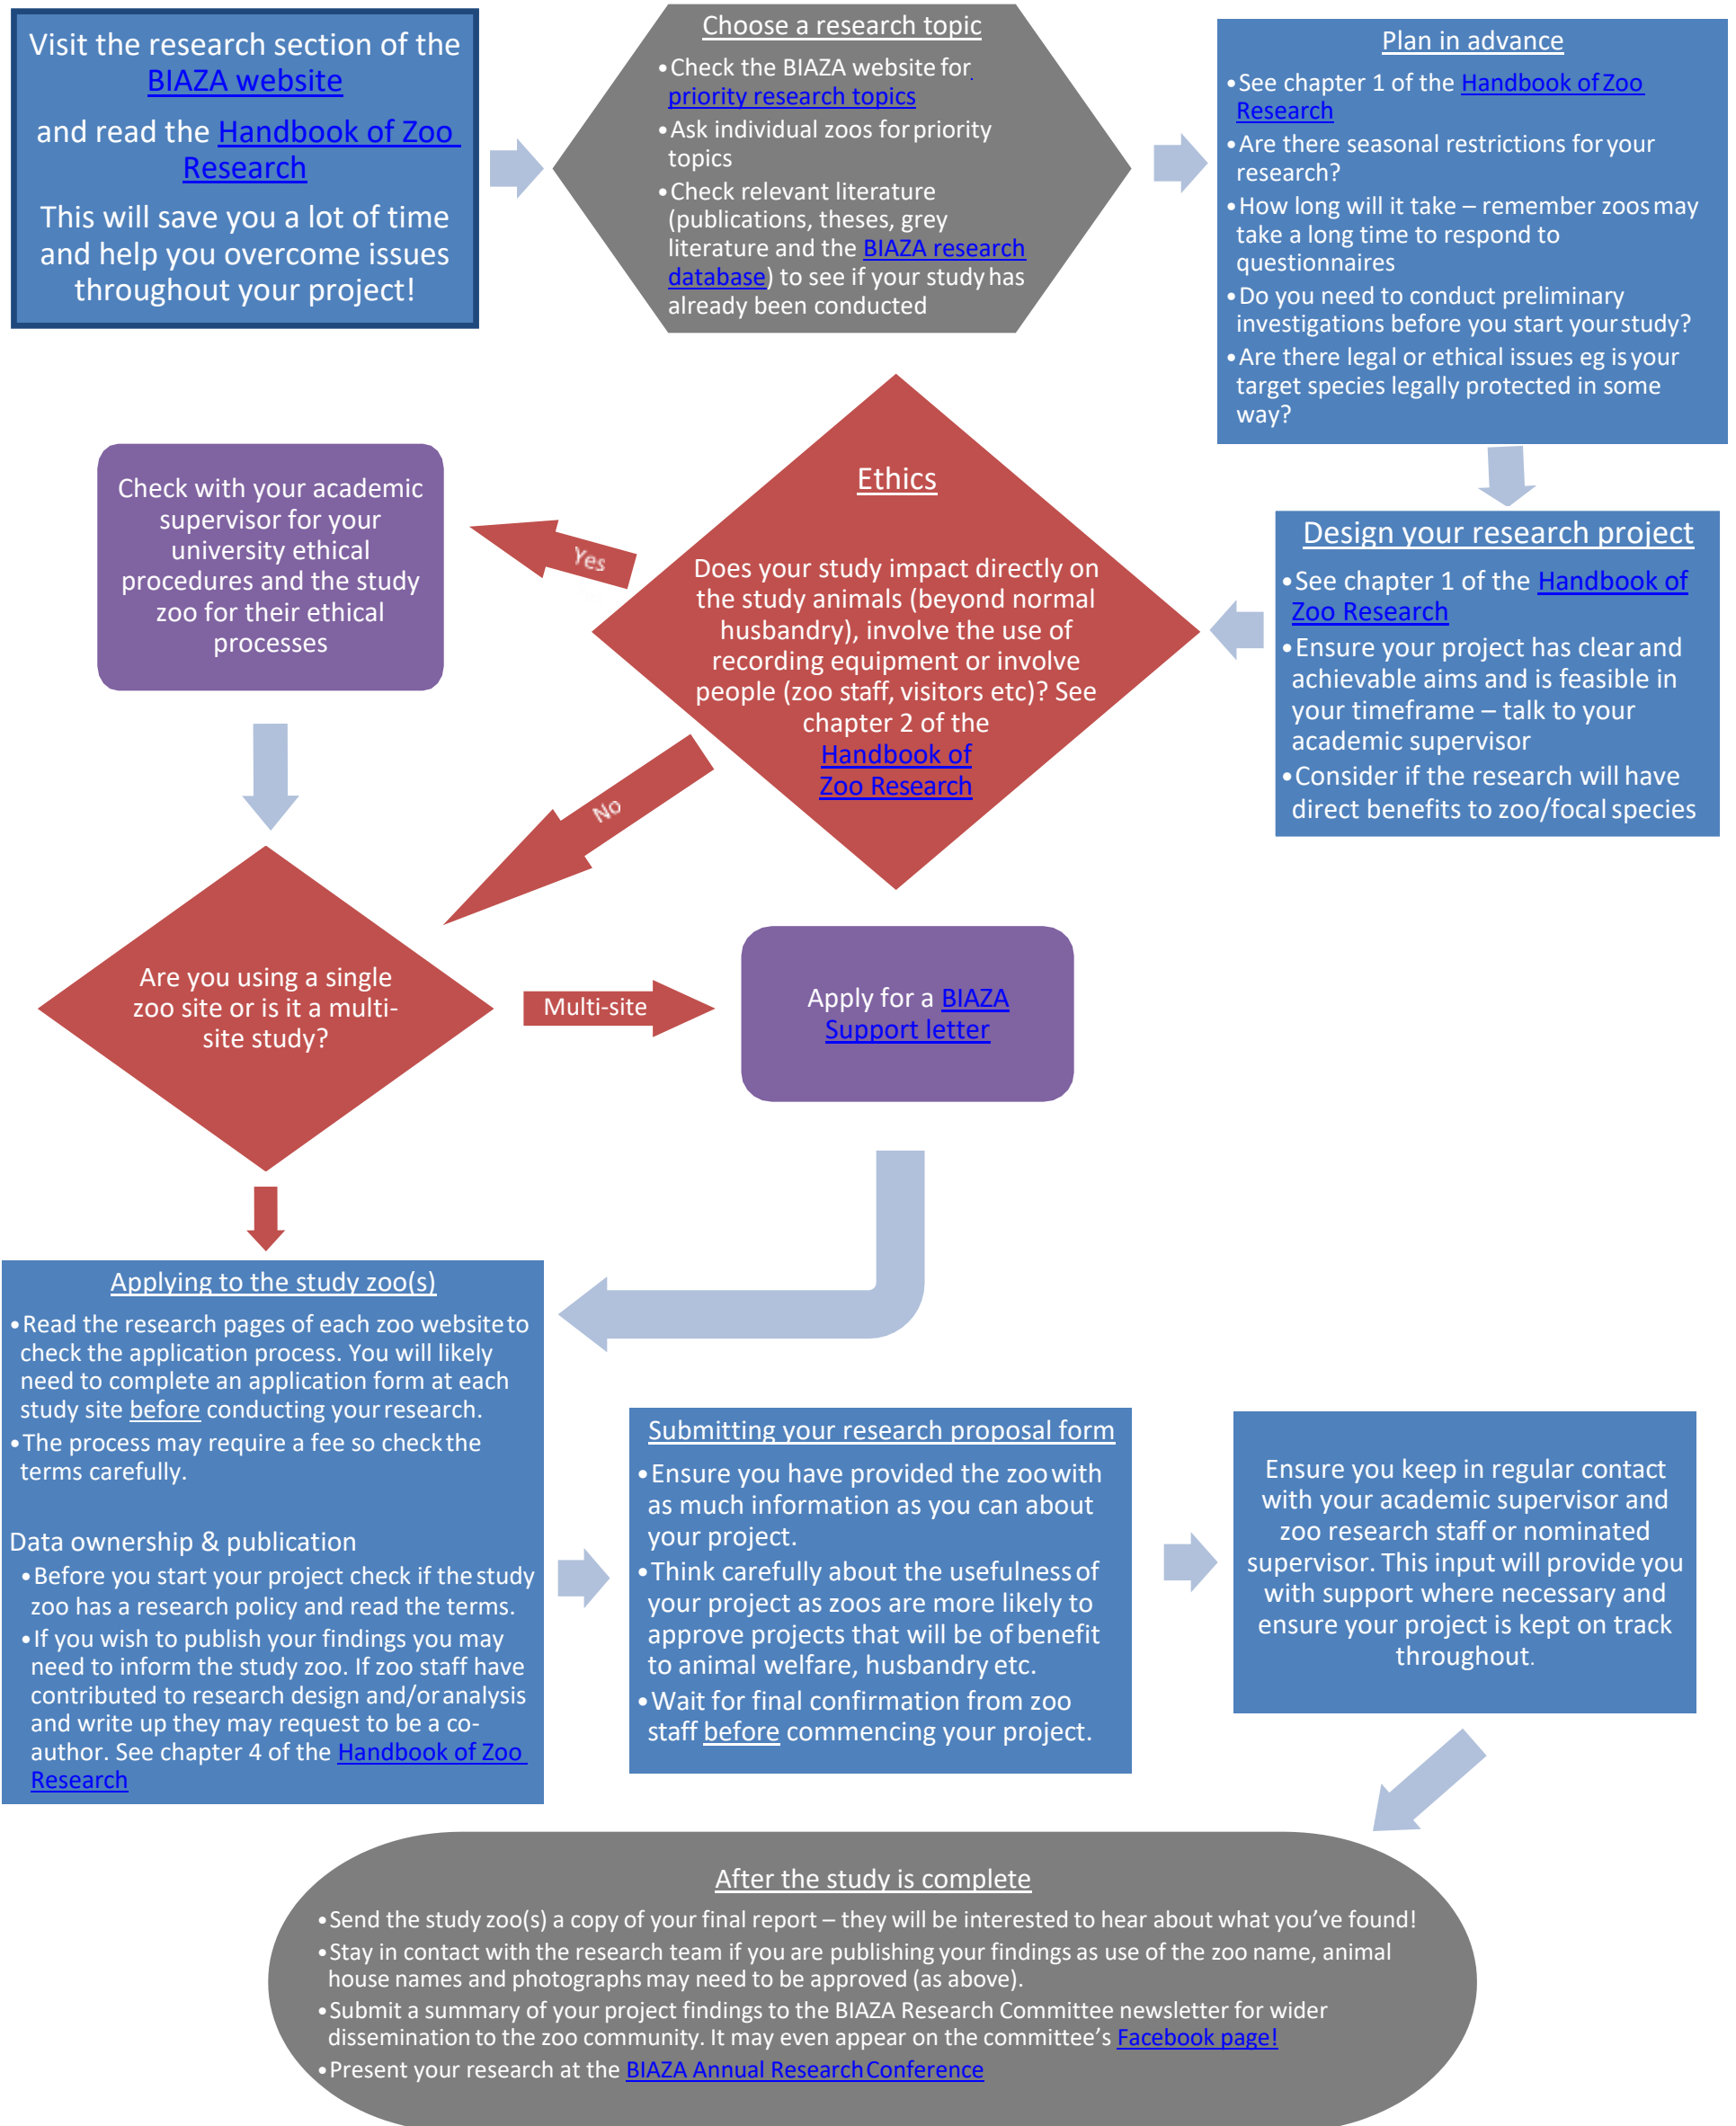 Visit the research section of the
BIAZA website
and read the Handbook of Zoo
Research
This will save you a lot of time
and help you overcome issues
throughout your project!
Choose a research topic
•Check the BIAZA website for
priority research topics
•Ask individual zoos for priority
topics
•Check relevant literature
(publications, theses, grey
literature and the BIAZA research
database) to see if your study has
already been conducted
Plan in advance
•See chapter 1 of the Handbook of Zoo
Research
•Are there seasonal restrictions for your
research?
•How long will it take – remember zoos may
take a long time to respond to
questionnaires
•Do you need to conduct preliminary
investigations before you start your study?
•Are there legal or ethical issues eg is your
target species legally protected in some
way?
Design your research project
•See chapter 1 of the Handbook of
Zoo Research
•Ensure your project has clear and
achievable aims and is feasible in
your timeframe – talk to your
academic supervisor
•Consider if the research will have
direct benefits to zoo/focal species
Ethics
Does your study impact directly on
the study animals (beyond normal
husbandry), involve the use of
recording equipment or involve
people (zoo staff, visitors etc)? See
chapter 2 of the
Handbook of
Zoo Research
Yes
Check with your academic
supervisor for your
university ethical
procedures and the study
zoo for their ethical
processes
No
Are you using a single
zoo site or is it a multi-
site study?
Multi-site
Apply for a BIAZA
Support letter
Applying to the study zoo(s)
•Read the research pages of each zoo website to
check the application process. You will likely
need to complete an application form at each
study site before conducting your research.
•The process may require a fee so check the
terms carefully.
Data ownership & publication
•Before you start your project check if the study
zoo has a research policy and read the terms.
•If you wish to publish your findings you may
need to inform the study zoo. If zoo staff have
contributed to research design and/or analysis
and write up they may request to be a co-
author. See chapter 4 of the Handbook of Zoo
Research
Submitting your research proposal form
•Ensure you have provided the zoo with
as much information as you can about
your project.
•Think carefully about the usefulness of
your project as zoos are more likely to
approve projects that will be of benefit
to animal welfare, husbandry etc.
•Wait for final confirmation from zoo
staff before commencing your project.
Ensure you keep in regular contact
with your academic supervisor and
zoo research staff or nominated
supervisor. This input will provide you
with support where necessary and
ensure your project is kept on track
throughout.
After the study is complete
•Send the study zoo(s) a copy of your final report – they will be interested to hear about what you’ve found!
•Stay in contact with the research team if you are publishing your findings as use of the zoo name, animal
house names and photographs may need to be approved (as above).
•Submit a summary of your project findings to the BIAZA Research Committee newsletter for wider
dissemination to the zoo community. It may even appear on the committee’s Facebook page!
•Present your research at the BIAZA Annual Research Conference